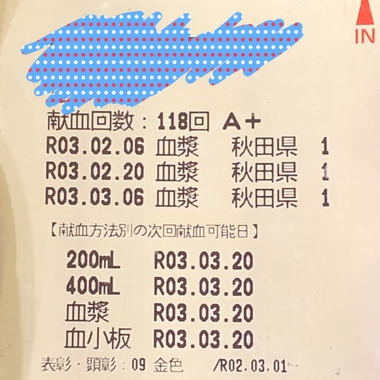 IN
献血回数：118回 A+
R03.02.06 血漿 秋田県 1
R03.02.20 血漿 秋田県 1
R03.03.06 血漿 秋田県 1
【献血方法別の次回献血可能日】
200mL R03.03.20
400mL R03.03.20
血漿 R03.03.20
血小板 R03.03.20
表彰・顕彰：09 金色 /R02.03.01